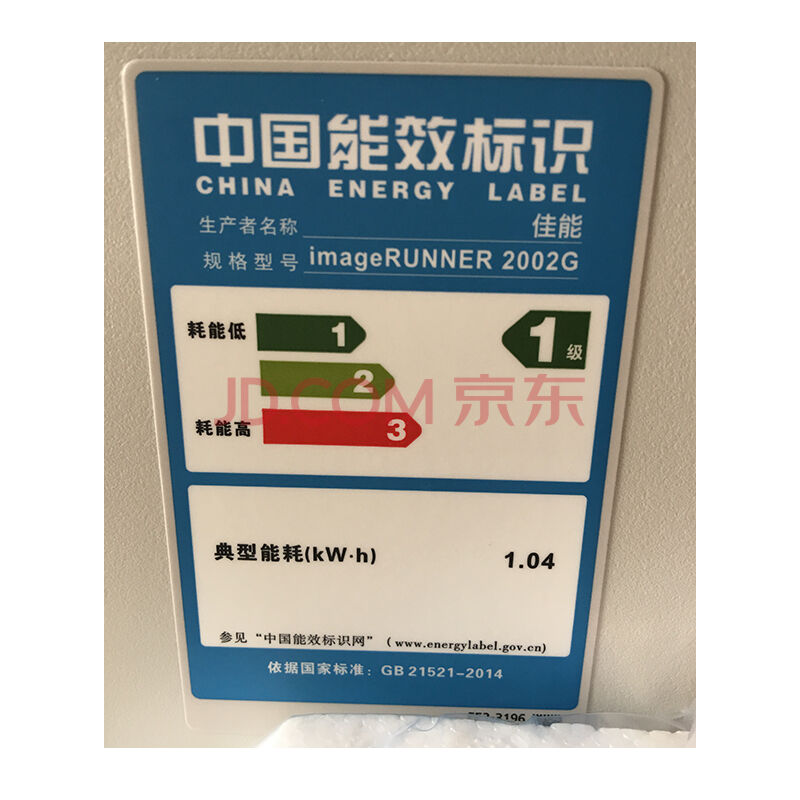 中国能效标识
CHINA ENERGY LABEL
生产者名称 佳能
规格型号 imageRUNNER 2002G
耗能低 1 1级
2
JD.COM 京东
耗能高 3
典型能耗(kW·h) 1.04
参见“中国能效标识网”(www.energylabel.gov.cn)
依据国家标准：GB 21521-2014